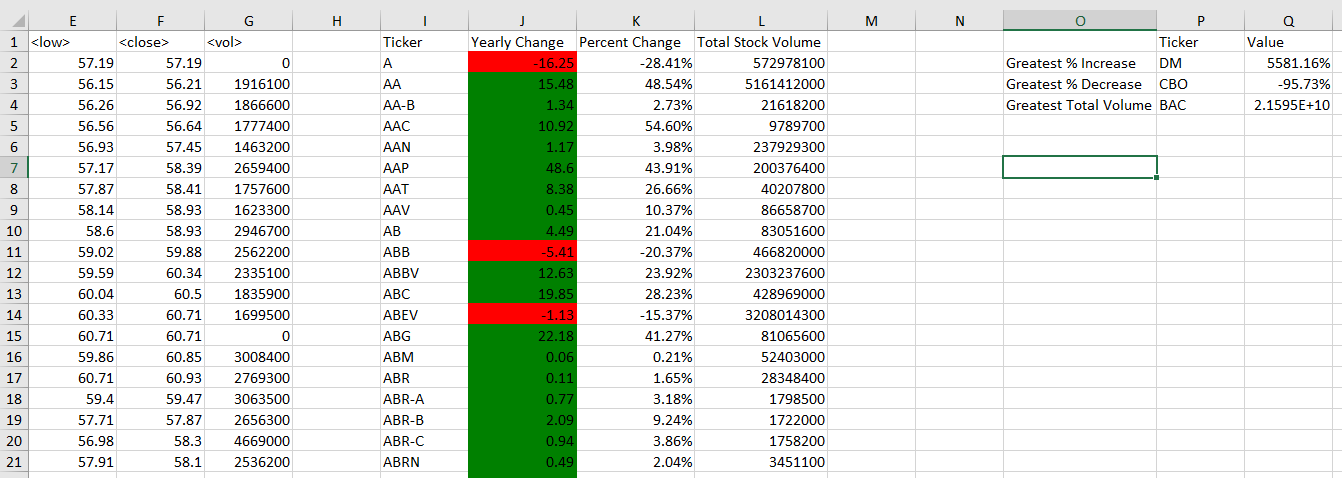 E F G H I J K L M N O P Q
1 <low> <close> <vol> Ticker Yearly Change Percent Change Total Stock Volume Ticker Value
2 57.19 57.19 0 A -16.25 -28.41% 572978100 Greatest % Increase DM 5581.16%
3 56.15 56.21 1916100 AA 15.48 48.54% 5161412000 Greatest % Decrease CBO -95.73%
4 56.26 56.92 1866600 AA-B 1.34 2.73% 21618200 Greatest Total Volume BAC 2.1595E+10
5 56.56 56.64 1777400 AAC 10.92 54.60% 9789700
6 56.93 57.45 1463200 AAN 1.17 3.98% 237929300
7 57.17 58.39 2659400 AAP 48.6 43.91% 200376400
8 57.87 58.41 1757600 AAT 8.38 26.66% 40207800
9 58.14 58.93 1623300 AAV 0.45 10.37% 86658700
10 58.6 58.93 2946700 AB 4.49 21.04% 83051600
11 59.02 59.88 2562200 ABB -5.41 -20.37% 466820000
12 59.59 60.34 2335100 ABBV 12.63 23.92% 2303237600
13 60.04 60.5 1835900 ABC 19.85 28.23% 428969000
14 60.33 60.71 1699500 ABEV -1.13 -15.37% 3208014300
15 60.71 60.71 0 ABG 22.18 41.27% 81065600
16 59.86 60.85 3008400 ABM 0.06 0.21% 52403000
17 60.71 60.93 2769300 ABR 0.11 1.65% 28348400
18 59.4 59.47 3063500 ABR-A 0.77 3.18% 1798500
19 57.71 57.87 2656300 ABR-B 2.09 9.24% 1722000
20 56.98 58.3 4669000 ABR-C 0.94 3.86% 1758200
21 57.91 58.1 2536200 ABRN 0.49 2.04% 3451100